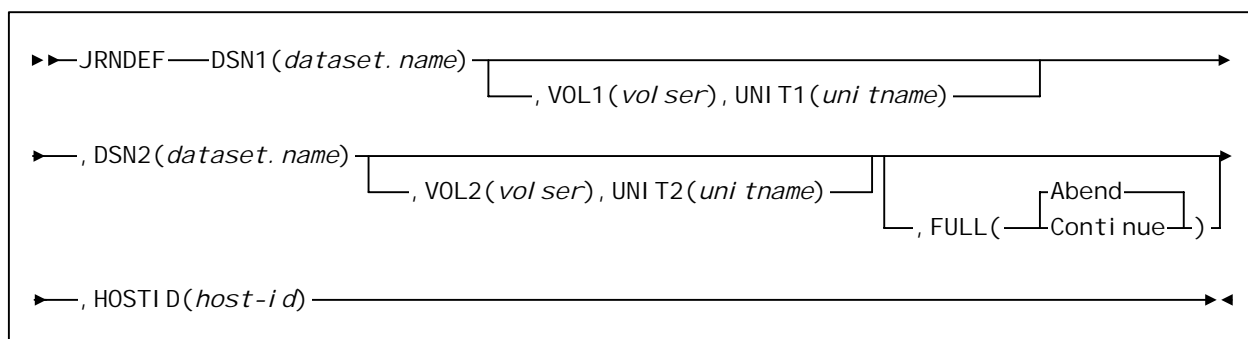 JRNDEF DSN1(dataset.name)
,VOL1(volser),UNIT1(unitname)
,DSN2(dataset.name)
,VOL2(volser),UNIT2(unitname)
,FULL(
Abend
Continue
)
,HOSTID(host-id)